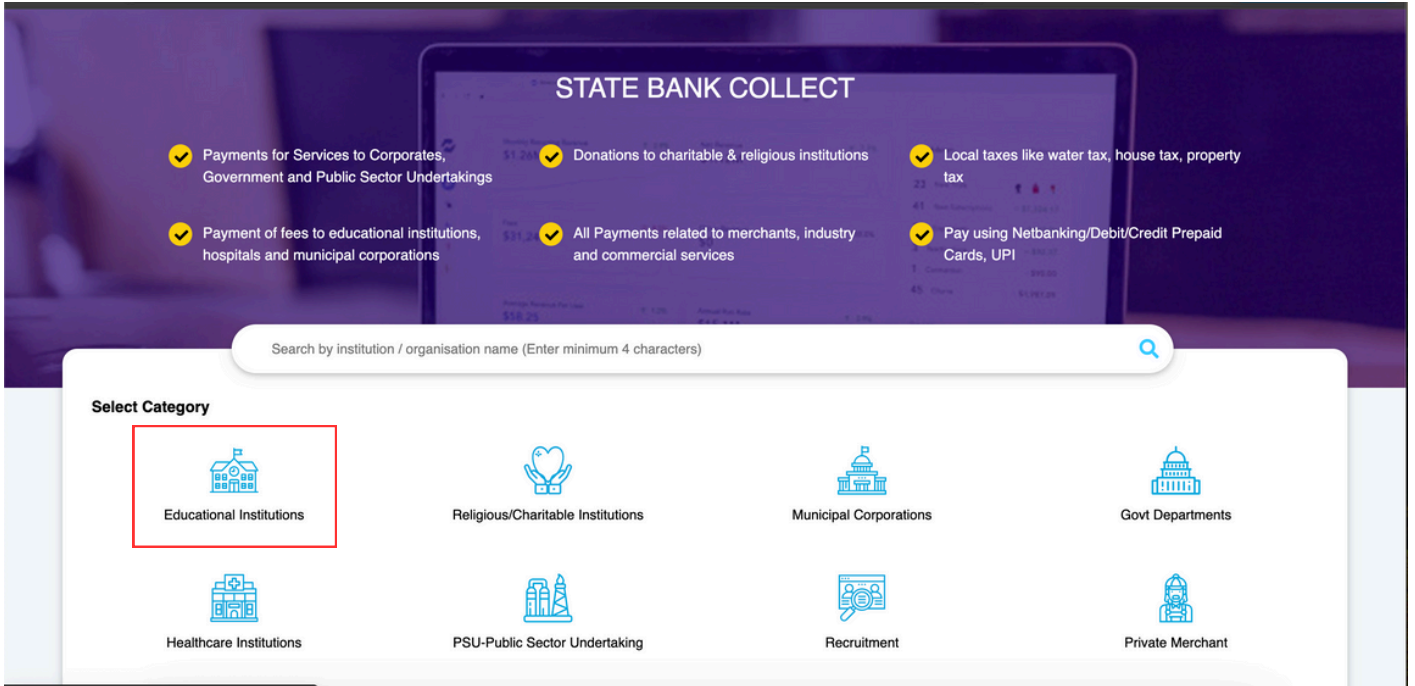 STATE BANK COLLECT
Payments for Services to Corporates,
Government and Public Sector Undertakings
Donations to charitable & religious institutions
Local taxes like water tax, house tax, property
tax
Payment of fees to educational institutions,
hospitals and municipal corporations
All Payments related to merchants, industry
and commercial services
Pay using Netbanking/Debit/Credit Prepaid
Cards, UPI
Search by institution / organisation name (Enter minimum 4 characters)
Select Category
Educational Institutions
Religious/Charitable Institutions
Municipal Corporations
Govt Departments
Healthcare Institutions
PSU-Public Sector Undertaking
Recruitment
Private Merchant